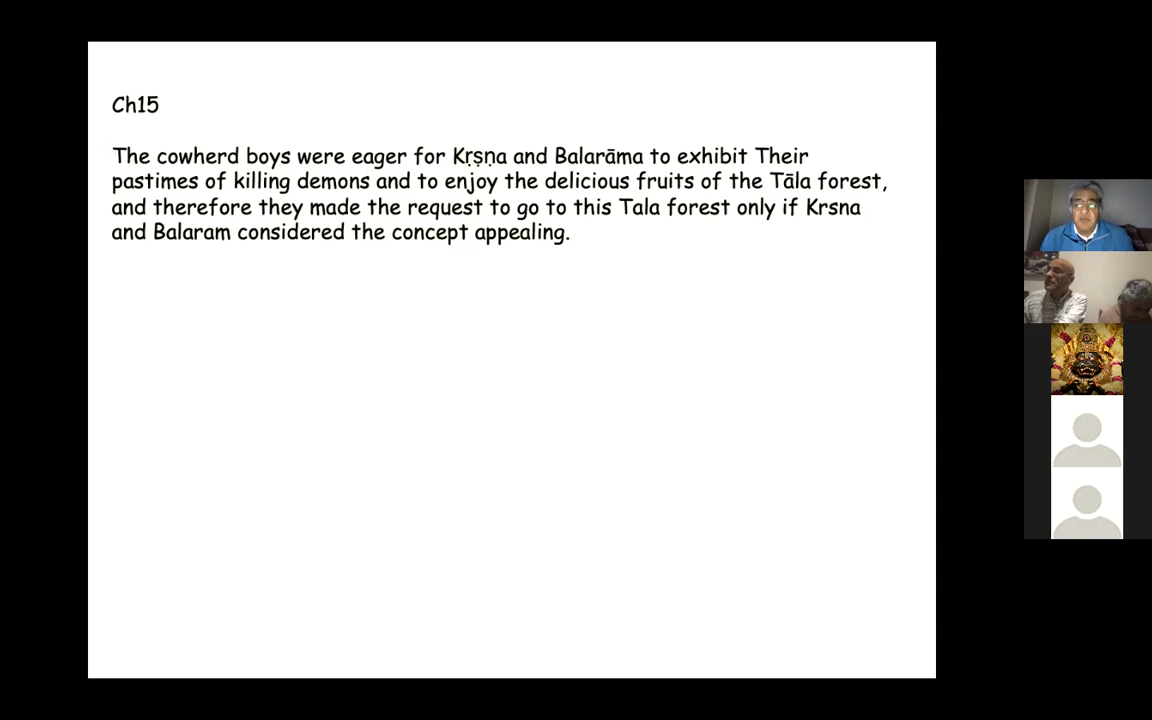 Ch15
The cowherd boys were eager for Kṛṣṇa and Balarāma to exhibit Their
pastimes of killing demons and to enjoy the delicious fruits of the Tāla forest,
and therefore they made the request to go to this Tala forest only if Krsna
and Balaram considered the concept appealing.